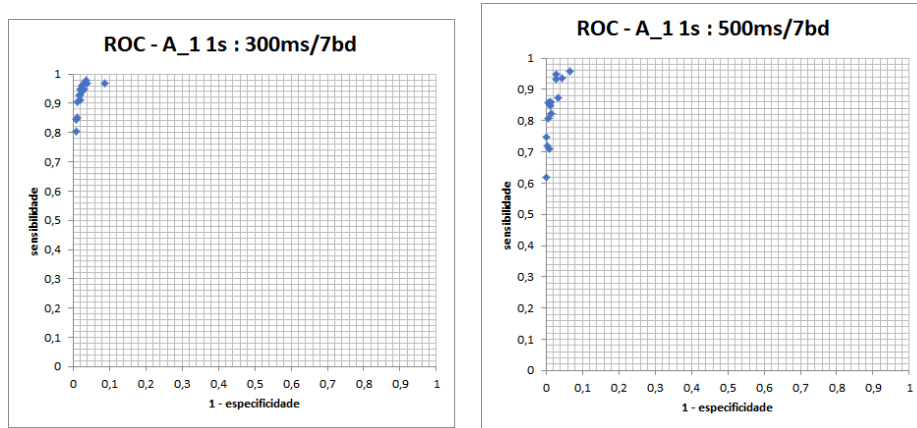 ROC - A_1 1s : 300ms/7bd
1
0,9
0,8
0,7
0,6
0,5
0,4
0,3
0,2
0,1
0
sensibilidade
0 0,1 0,2 0,3 0,4 0,5 0,6 0,7 0,8 0,9 1
1 - especificidade
ROC - A_1 1s : 500ms/7bd
1
0,9
0,8
0,7
0,6
0,5
0,4
0,3
0,2
0,1
0
sensibilidade
0 0,1 0,2 0,3 0,4 0,5 0,6 0,7 0,8 0,9 1
1 - especificidade